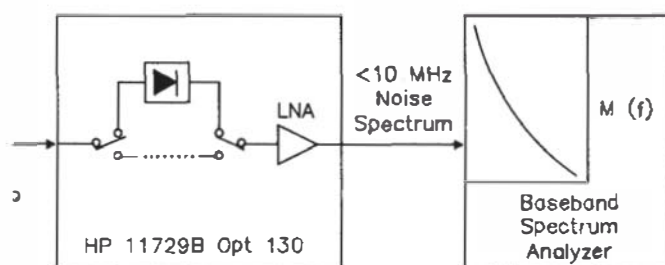 LNA
<10 MHz
Noise
Spectrum
M (f)
HP 11729B Opt 130
Baseband
Spectrum
Analyzer